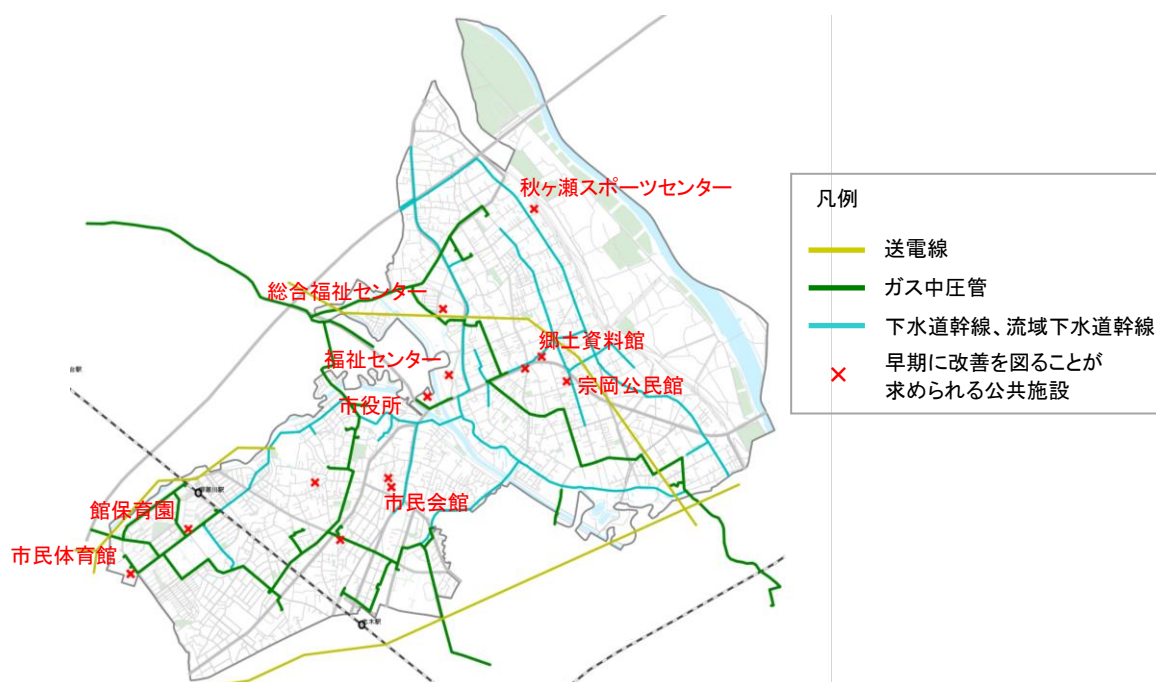 秋ヶ瀬スポーツセンター
総合福祉センター
郷土資料館
福祉センター
宗岡公民館
市役所
市民会館
館保育園
市民体育館
志木駅
凡例
送電線
ガス中圧管
下水道幹線、流域下水道幹線
早期に改善を図ることが
求められる公共施設